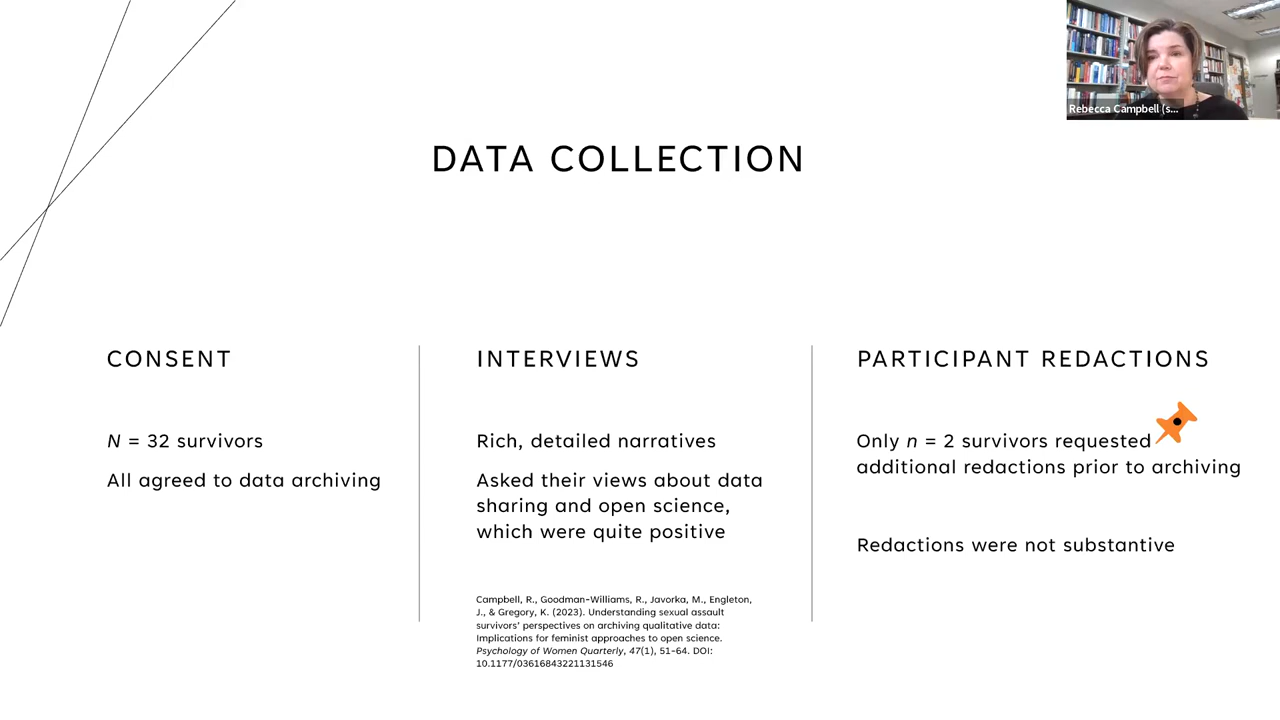 Rebecca Campbell (s...
DATA COLLECTION
CONSENT
N = 32 survivors
All agreed to data archiving
INTERVIEWS
Rich, detailed narratives
Asked their views about data
sharing and open science,
which were quite positive
Campbell, R., Goodman-Williams, R., Javorka, M., Engleton,
J., & Gregory, K. (2023). Understanding sexual assault
survivors' perspectives on archiving qualitative data:
Implications for feminist approaches to open science.
Psychology of Women Quarterly, 47(1), 51-64. DOI:
10.1177/03616843221131546
PARTICIPANT REDACTIONS
Only n = 2 survivors requested
additional redactions prior to archiving
Redactions were not substantive